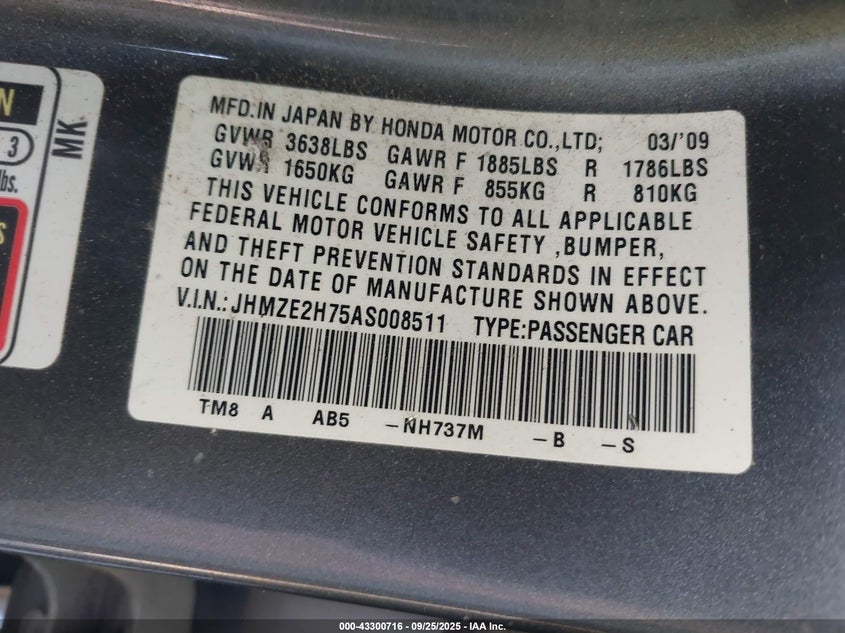 N
3
lbs.
S
MK
MFD.IN JAPAN BY HONDA MOTOR CO.,LTD; 03/'09
GVWR 3638LBS GAWR F 1885LBS R 1786LBS
GVWR 1650KG GAWR F 855KG R 810KG
THIS VEHICLE CONFORMS TO ALL APPLICABLE
FEDERAL MOTOR VEHICLE SAFETY ,BUMPER,
AND THEFT PREVENTION STANDARDS IN EFFECT
ON THE DATE OF MANUFACTURE SHOWN ABOVE.
V.I.N.:JHMZE2H75AS008511 TYPE:PASSENGER CAR
TM8 A AB5 -NH737M -B -S
000-43300716 - 09/25/2025 - IAA Inc.